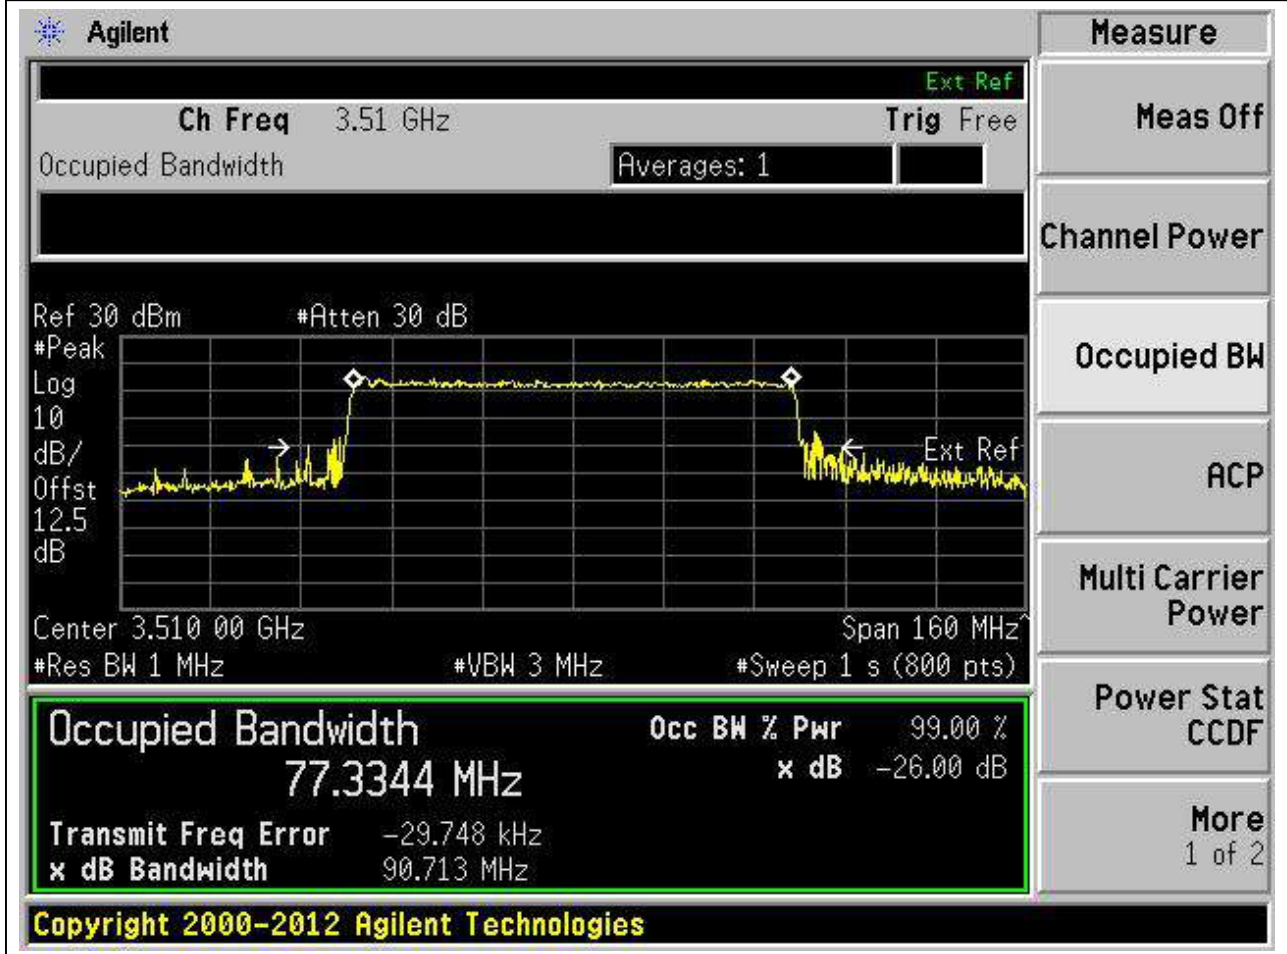 Agilent
Measure
Ext Ref
Ch Freq 3.51 GHz Trig Free
Occupied Bandwidth Averages: 1
Ref 30 dBm #Atten 30 dB
#Peak
Log
10
dB/
Offst
12.5
dB
Ext Ref
Center 3.510 00 GHz Span 160 MHz^
#Res BW 1 MHz #VBW 3 MHz #Sweep 1 s (800 pts)
Occupied Bandwidth Occ BW % Pwr 99.00 %
77.3344 MHz x dB -26.00 dB
Transmit Freq Error -29.748 kHz
x dB Bandwidth 90.713 MHz
Copyright 2000-2012 Agilent Technologies
Meas Off
Channel Power
Occupied BW
ACP
Multi Carrier
Power
Power Stat
CCDF
More
1 of 2